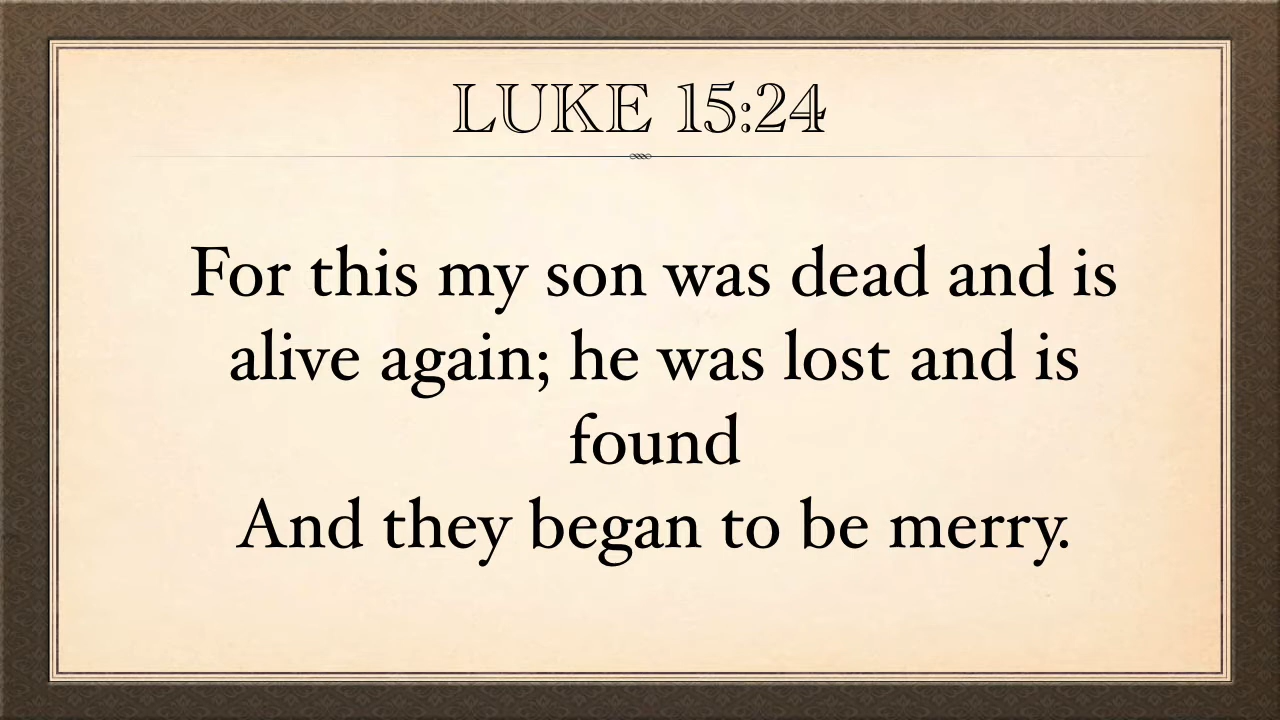 LUKE 15:24
For this my son was dead and is
alive again; he was lost and is
found
And they began to be merry.